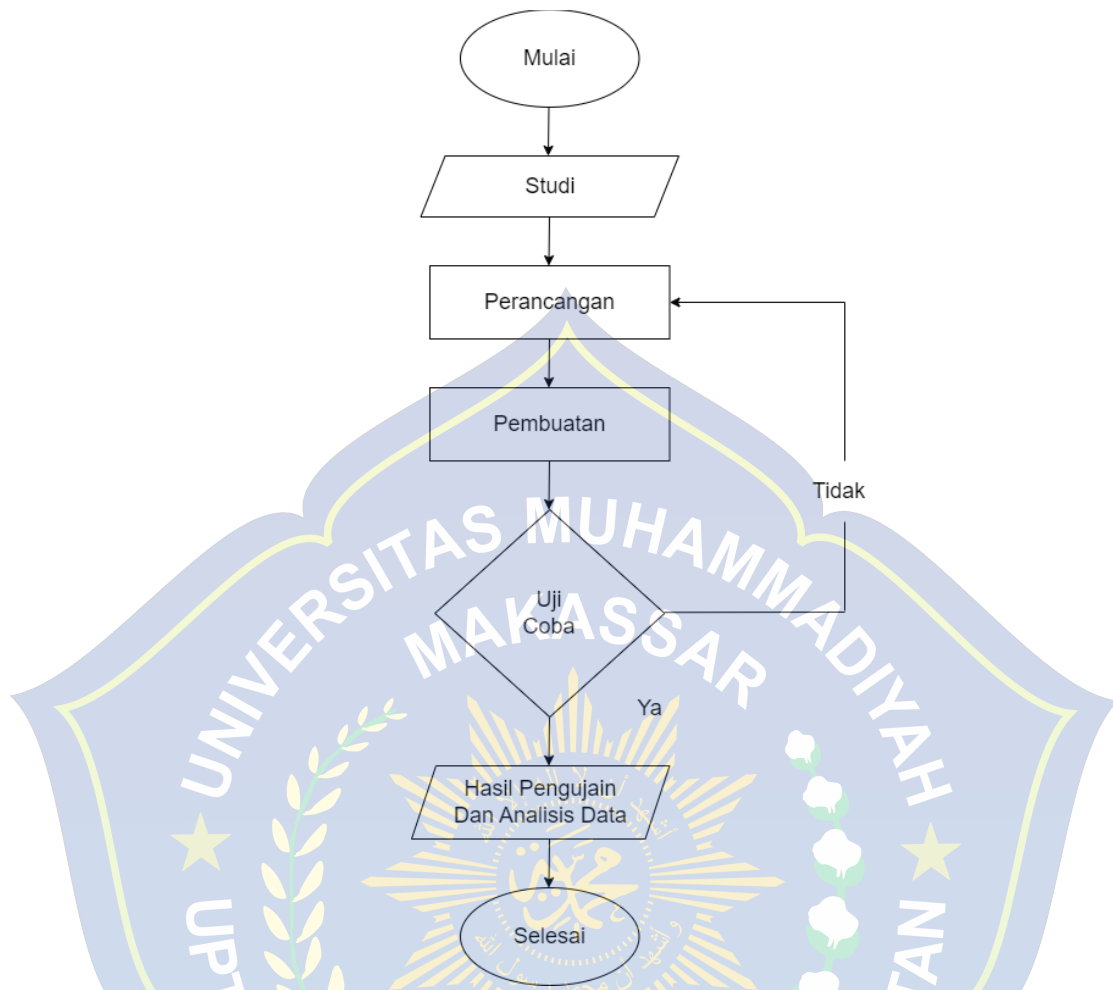 Mulai
Studi
Perancangan
Pembuatan
Tidak
Uji
Coba
Ya
Hasil Pengujain
Dan Analisis Data
Selesai
UNIVERSITAS MUHAMMADIYAH
MAKASSAR